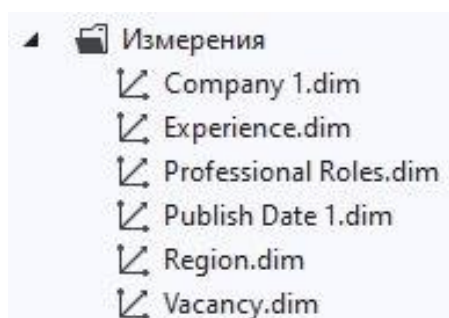 Измерения
Company 1.dim
Experience.dim
Professional Roles.dim
Publish Date 1.dim
Region.dim
Vacancy.dim